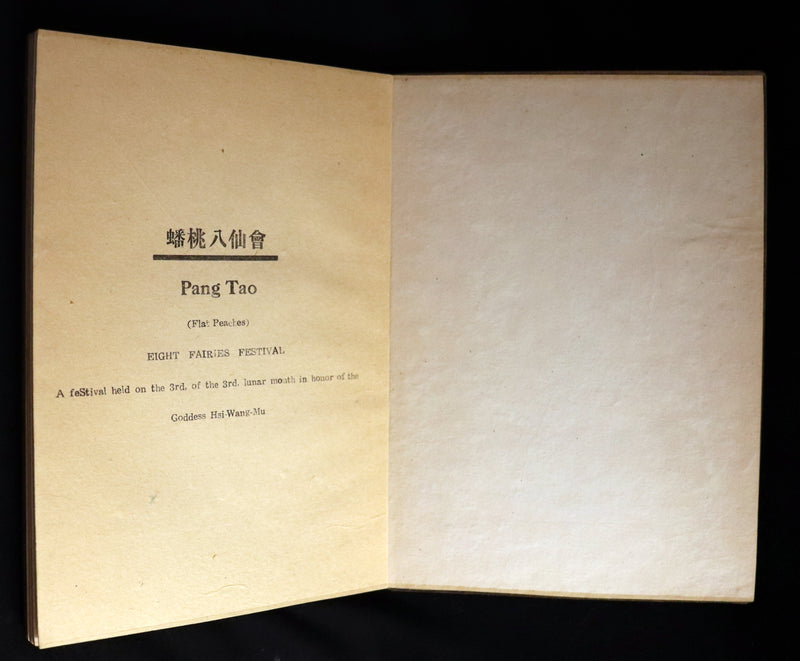 蟠桃八仙會
Pang Tao
(Flat Peaches)
EIGHT FAIRIES FESTIVAL
A feStival held on the 3rd. of the 3rd. lunar month in honor of the
Goddess Hsi-Wang-Mu